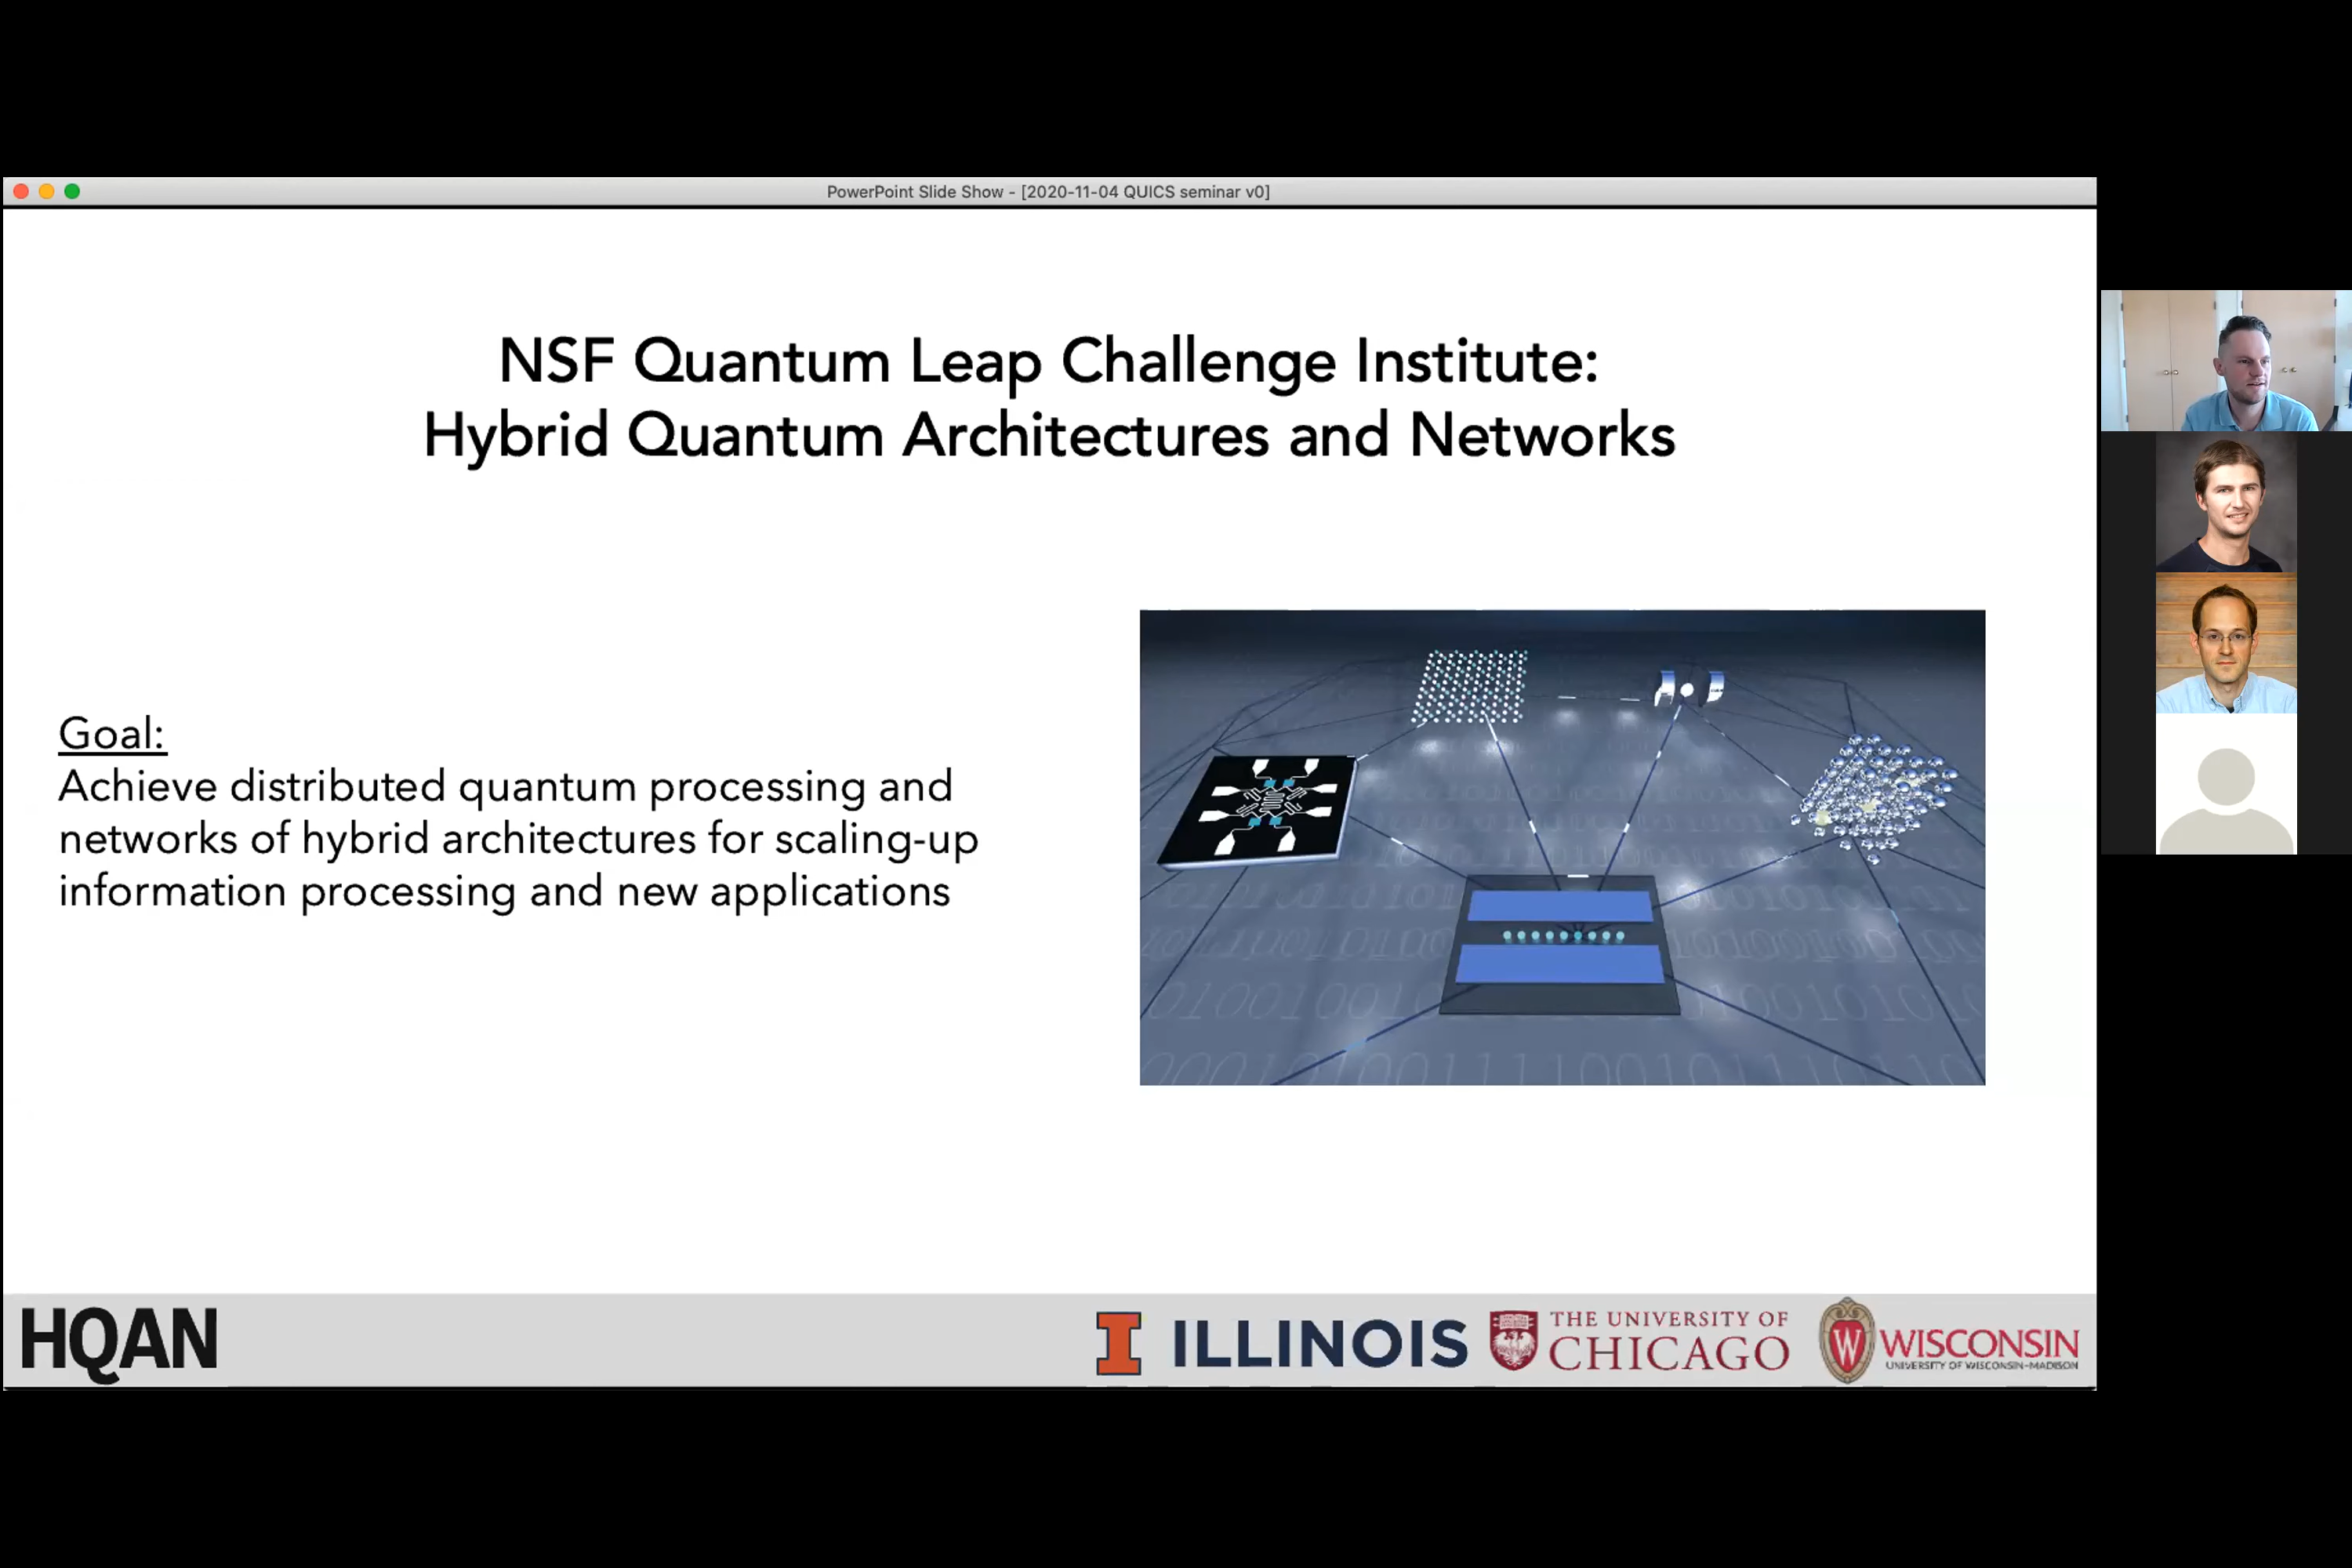 PowerPoint Slide Show - [2020-11-04 QUICS seminar v0]
NSF Quantum Leap Challenge Institute:
Hybrid Quantum Architectures and Networks
Goal:
Achieve distributed quantum processing and
networks of hybrid architectures for scaling-up
information processing and new applications
HQAN
I ILLINOIS
THE UNIVERSITY OF
CHICAGO
W WISCONSIN
UNIVERSITY OF WISCONSIN-MADISON